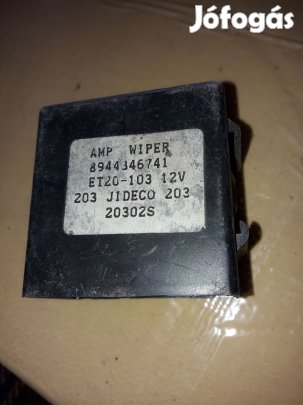 Jófogás
AMP WIPER
8944346741
ET20-103 12V
203 JIDECO 203
20302S